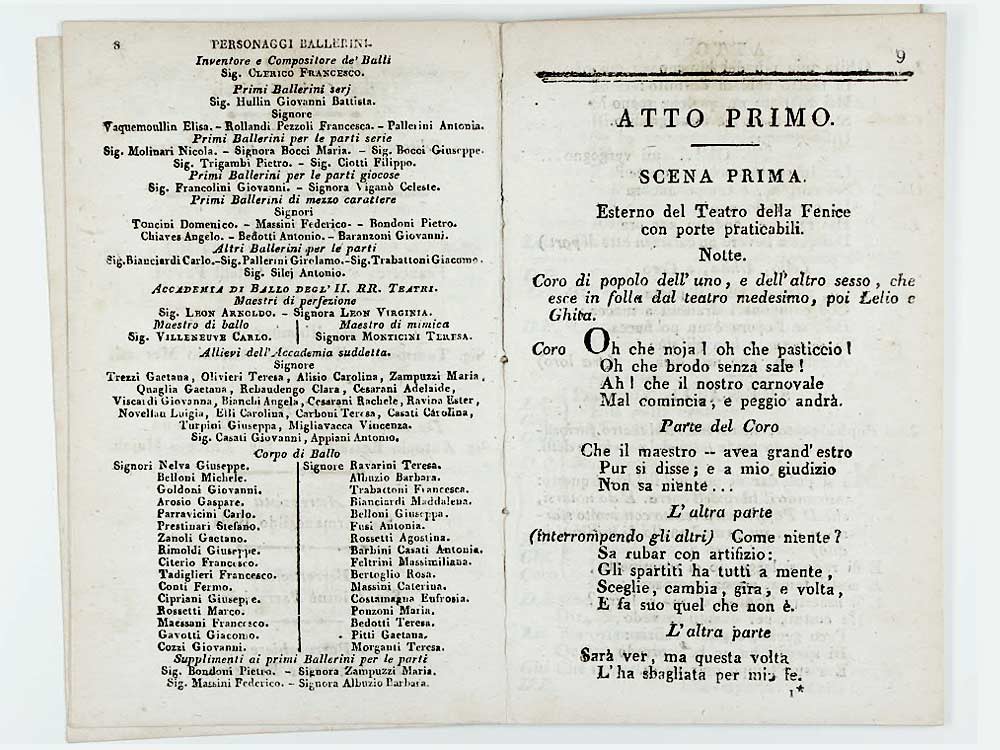 8
PERSONAGGI BALLERINI.
Inventore e Compositore de' Balli
Sig. CLERICO FRANCESCO.
Primi Ballerini serj
Sig. Hullin Giovanni Battista.
Signore
Vaquemoullin Elisa. - Rollandi Pezzoli Francesca. - Pallerini Antonia.
Primi Ballerini per le parti serie
Sig. Molinari Nicola. - Signora Bocci Maria. - Sig. Bocci Giuseppe.
Sig. Trigambi Pietro. - Sig. Ciotti Filippo.
Primi Ballerini per le parti giocose
Sig. Francolini Giovanni. - Signora Viganò Celeste.
Primi Ballerini di mezzo carattere
Signori
Toncini Domenico. - Massini Federico - Rondoni Pietro.
Chiares Angelo. - Bedotti Antonio. - Baranzoni Giovanni.
Altri Ballerini per le parti
Sig. Bianciardi Carlo. - Sig. Pallerini Girolamo. - Sig. Trabattoni Giacomo.
Sig. Silej Antonio.
ACCADEMIA DI BALLO DEGL' II. RR. TEATRI.
Maestri di perfezione
Sig. LEON ARNOLDO. - Signora LEON VIRGINIA.
Maestro di ballo
Sig. VILLENEUVE CARLO.
Maestro di mimica
Signora MONTICINI TERESA.
Allievi dell'Accademia suddetta.
Signore
Trezzi Gaetana, Olivieri Teresa, Alisio Carolina, Zampuzzi Maria,
Quaglia Gaetana, Rebaudengo Clara, Cesarani Adelaide,
Viscardi Giovanna, Bianchi Angela, Cesarani Rachele, Ravina Ester,
Novellau Luigia, Elli Carolina, Carboni Teresa, Casati Carolina,
Turpini Giuseppa, Migliavacca Vincenza.
Sig. Casati Giovanni, Appiani Antonio.
Corpo di Ballo
Signori Nelva Giuseppe.
Belloni Michele.
Goldoni Giovanni.
Arosio Gaspare.
Parravicini Carlo.
Prestinari Stefano.
Zanoli Gaetano.
Rimoldi Giuseppe.
Citerio Francesco.
Tadiglieri Francesco.
Conti Fermo.
Cipriani Giuseppe.
Rossetti Marco.
Maessani Francesco.
Gavotti Giacomo.
Cozzi Giovanni.
Signore Ravarini Teresa.
Albuzio Barbara.
Trabattoni Francesca.
Bianciardi Maddalena.
Belloni Giuseppa.
Fusi Antonia.
Rossetti Agostina.
Barbini Casati Antonia.
Feltrini Massimiliana.
Bertoglio Rosa.
Massini Caterina.
Costamagna Eufrosia.
Ponzoni Maria.
Bedotti Teresa.
Pitti Gaetana.
Morganti Teresa.
Supplimenti ai primi Ballerini per le parti
Sig. Bondoni Pietro. - Signora Zampuzzi Maria.
Sig. Massini Federico. - Signora Albuzio Barbara.
9
ATTO PRIMO.
SCENA PRIMA.
Esterno del Teatro della Fenice
con porte praticabili.
Notte.
Coro di popolo dell' uno, e dell' altro sesso, che
esce in folla dal teatro medesimo, poi Lelio e
Ghita.
Coro Oh che noja! oh che pasticcio!
Oh che brodo senza sale!
Ah! che il nostro carnovale
Mal comincia, e peggio andrà.
Parte del Coro
Che il maestro -- avea grand' estro
Pur si disse; e a mio giudizio
Non sa niente...
L' altra parte
(interrompendo gli altri) Come niente?
Sa rubar con artifizio:
Gli spartiti ha tutti a mente,
Sceglie, cambia, gira, e volta,
E fa suo quel che non è.
L' altra parte
Sarà ver, ma questa volta
L' ha sbagliata per mia fe.
1*